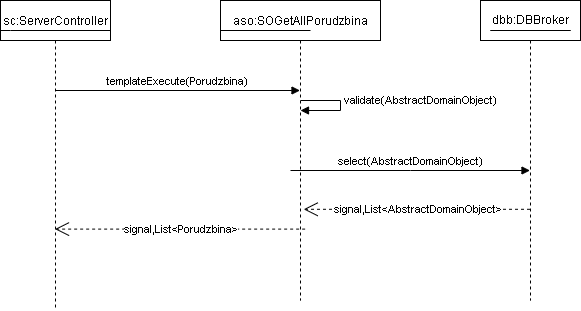 sc:ServerController
aso:SOGetAllPorudzbina
dbb:DBBroker
templateExecute(Porudzbina)
validate(AbstractDomainObject)
select(AbstractDomainObject)
signal,List<AbstractDomainObject>
signal,List<Porudzbina>